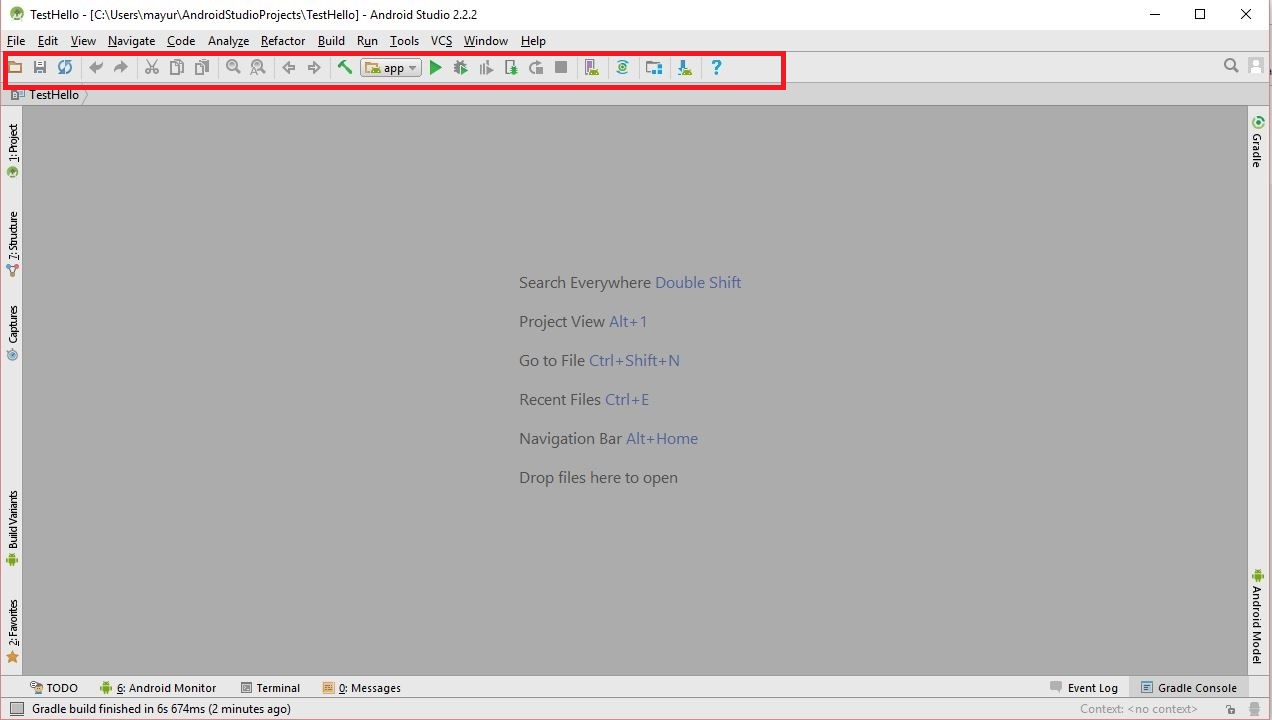 TestHello - [C:\Users\mayur\AndroidStudioProjects\TestHello] - Android Studio 2.2.2
File Edit View Navigate Code Analyze Refactor Build Run Tools VCS Window Help
app ?
TestHello
1: Project
7: Structure
Captures
Build Variants
2: Favorites
Search Everywhere Double Shift
Project View Alt+1
Go to File Ctrl+Shift+N
Recent Files Ctrl+E
Navigation Bar Alt+Home
Drop files here to open
Gradle
Android Model
TODO 6: Android Monitor Terminal 0: Messages Event Log Gradle Console
Gradle build finished in 6s 674ms (2 minutes ago) Context: <no context>